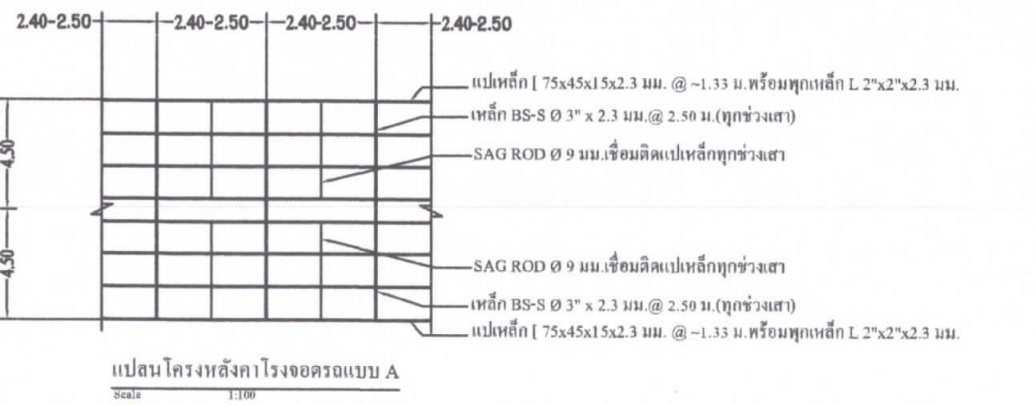 2.40-2.50 2.40-2.50 2.40-2.50 2.40-2.50
แปเหล็ก [ 75x45x15x2.3 มม. @ ~1.33 ม.พร้อมพุกเหล็ก L 2"x2"x2.3 มม.
เหล็ก BS-S Ø 3" x 2.3 มม.@ 2.50 ม.(ทุกช่วงเสา)
4.50
SAG ROD Ø 9 มม.เชื่อมติดแปเหล็กทุกช่วงเสา
4.50
SAG ROD Ø 9 มม.เชื่อมติดแปเหล็กทุกช่วงเสา
เหล็ก BS-S Ø 3" x 2.3 มม.@ 2.50 ม.(ทุกช่วงเสา)
แปเหล็ก [ 75x45x15x2.3 มม. @ ~1.33 ม.พร้อมพุกเหล็ก L 2"x2"x2.3 มม.
แปลนโครงหลังคาโรงจอดรถแบบ A
Scale 1:100